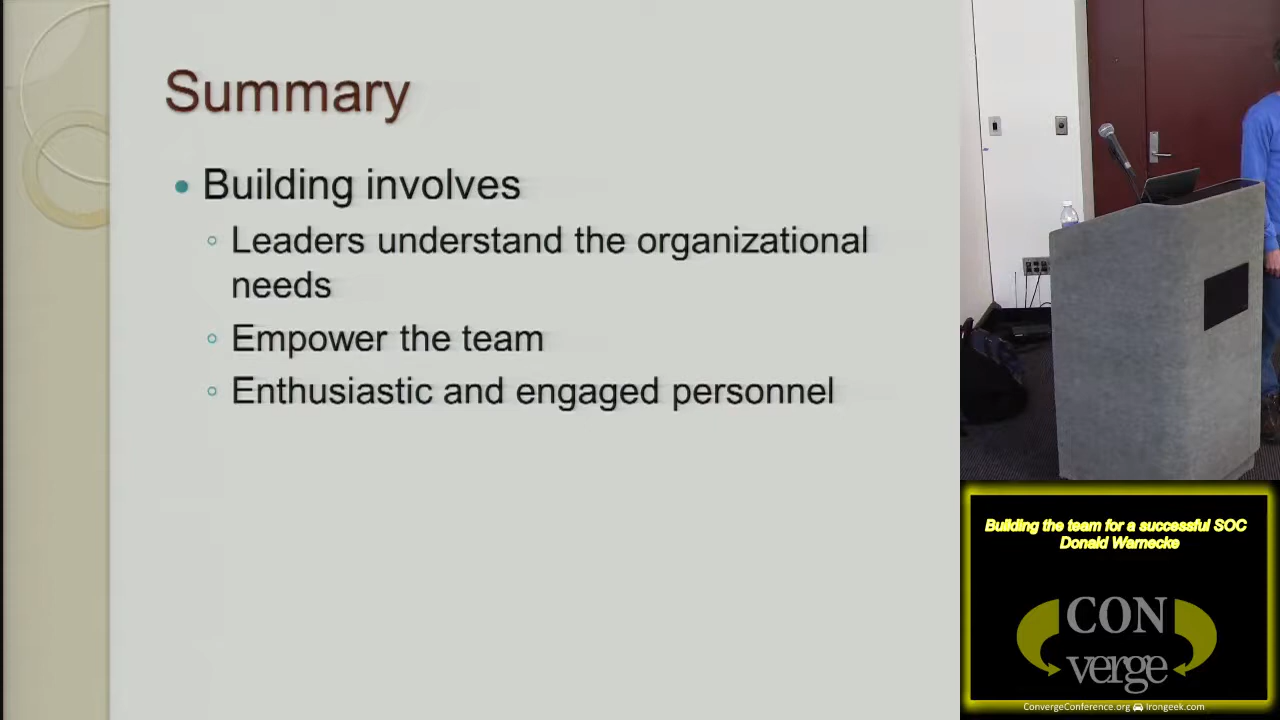 Summary
• Building involves
◦ Leaders understand the organizational
needs
◦ Empower the team
◦ Enthusiastic and engaged personnel
Building the team for a successful SOC
Donald Warnecke
CON
verge
ConvergeConference.org Irongeek.com